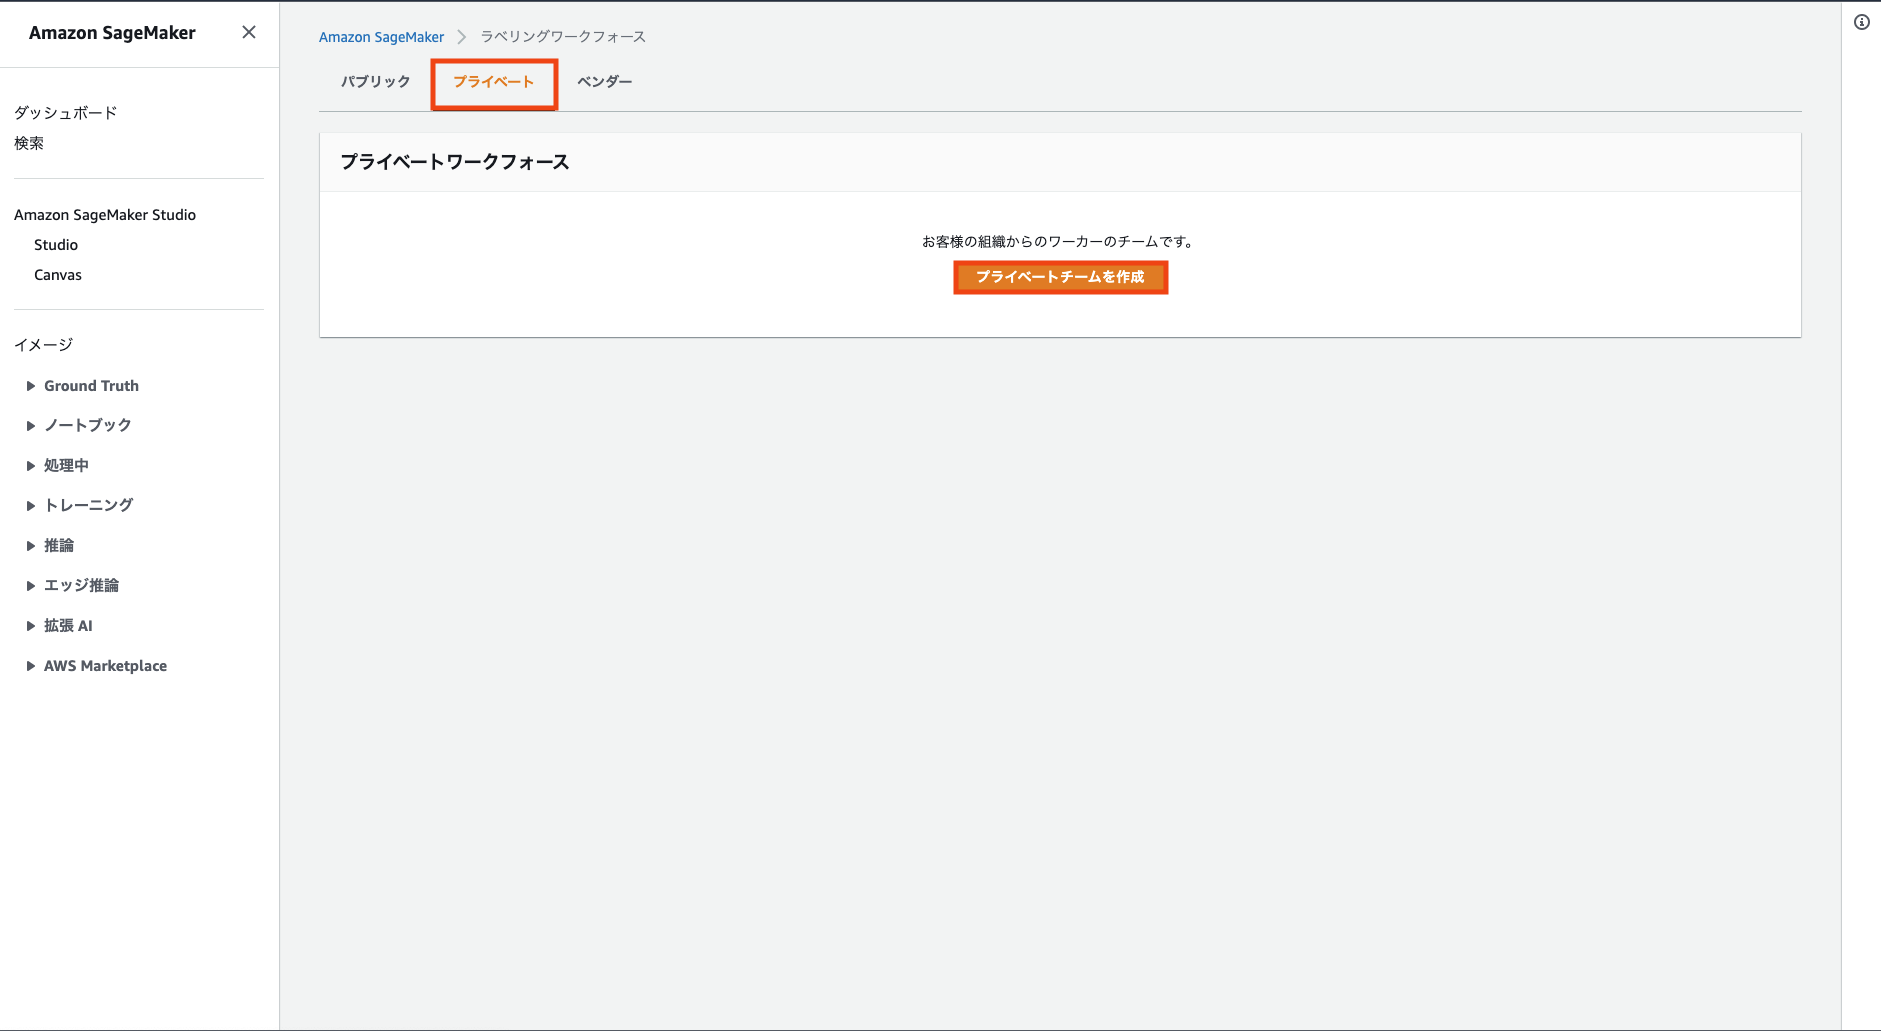 Amazon SageMaker
ダッシュボード
検索
Amazon SageMaker Studio
Studio
Canvas
イメージ
Ground Truth
ノートブック
処理中
トレーニング
推論
エッジ推論
拡張 AI
AWS Marketplace
Amazon SageMaker
ラベリングワークフォース
パブリック
プライベート
ベンダー
プライベートワークフォース
お客様の組織からのワーカーのチームです。
プライベートチームを作成